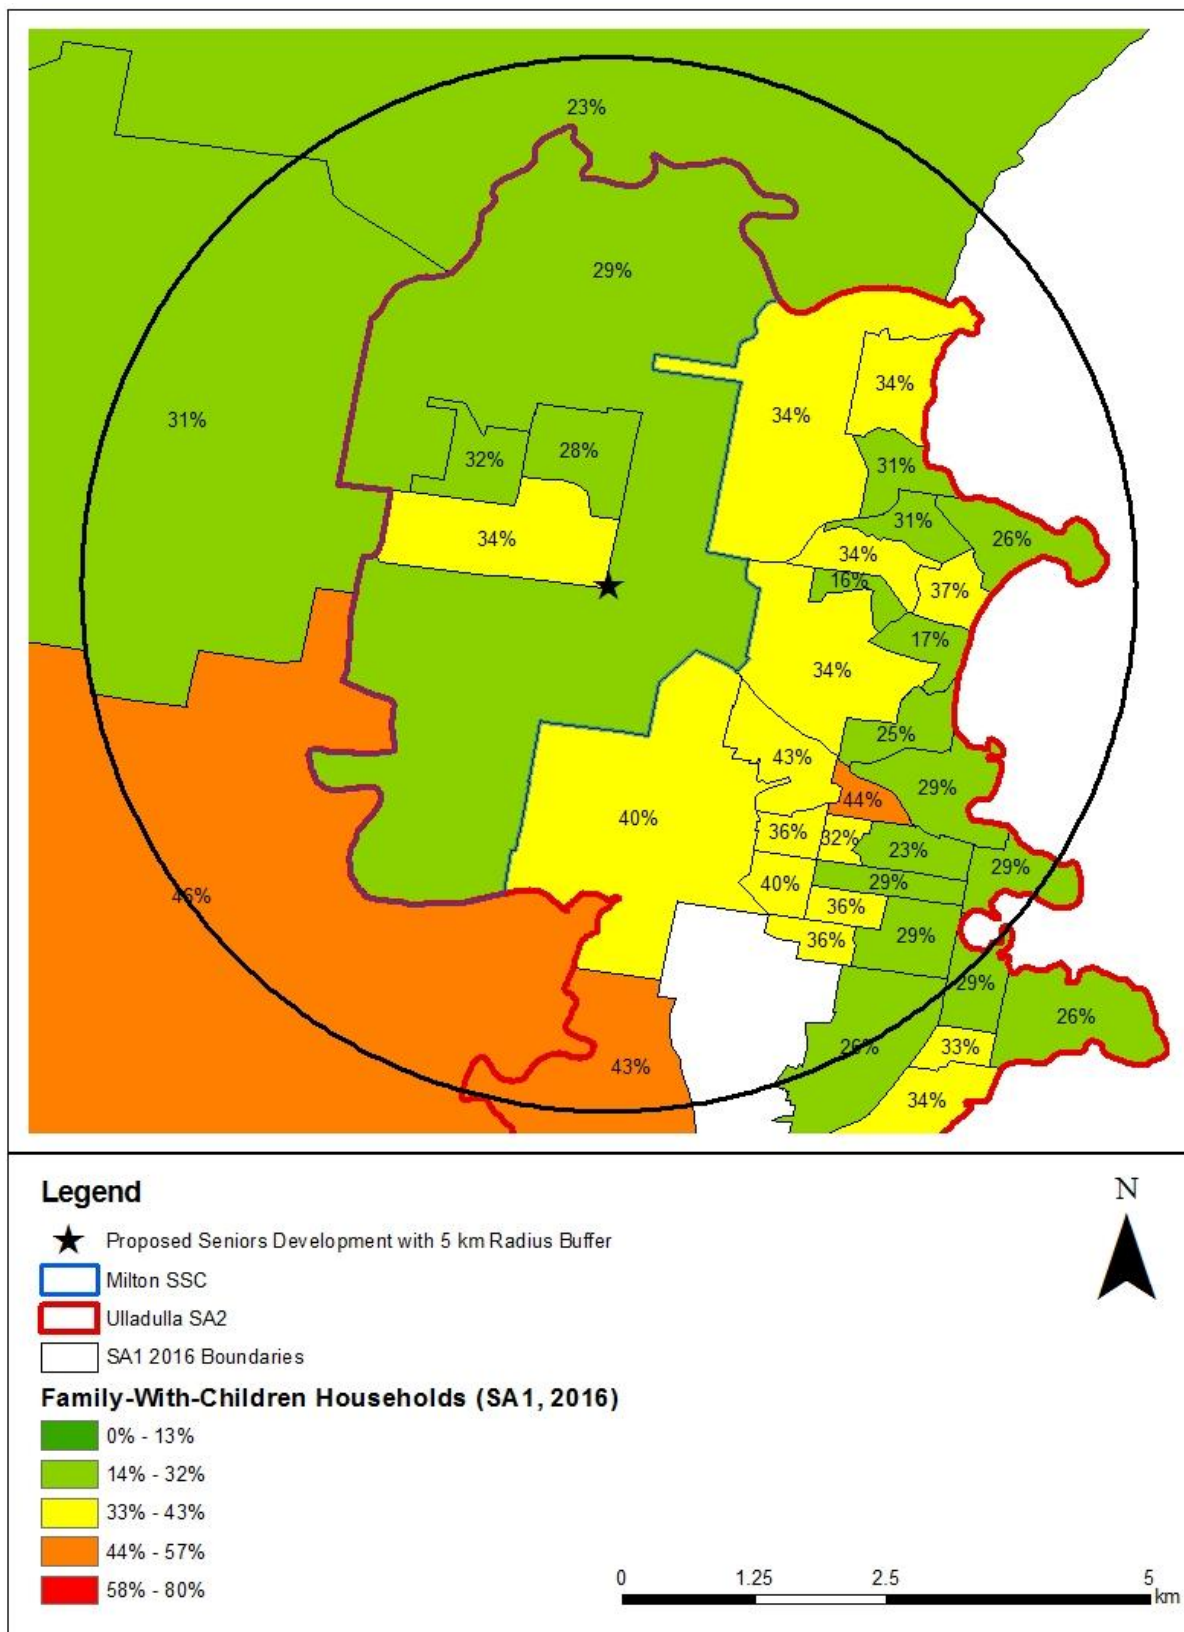 23%
29%
31%
34%
34%
32%
28%
31%
31%
26%
34%
34%
16%
37%
17%
34%
25%
43%
29%
44%
40%
36%
32%
23%
29%
40%
29%
46%
36%
36%
29%
29%
26%
26%
33%
43%
34%
Legend
N
Proposed Seniors Development with 5 km Radius Buffer
Milton SSC
Ulladulla SA2
SA1 2016 Boundaries
Family-With-Children Households (SA1, 2016)
0% - 13%
14% - 32%
33% - 43%
44% - 57%
58% - 80%
0 1.25 2.5 5
km